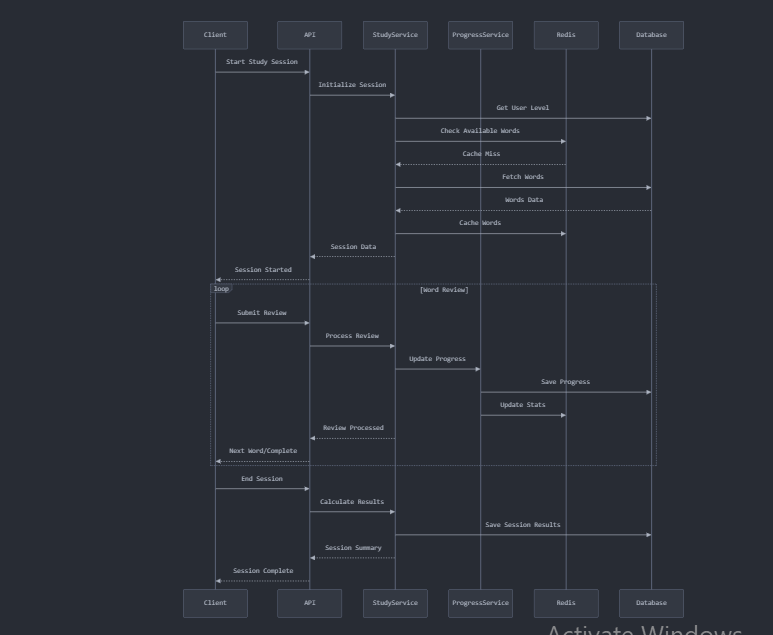 Client API StudyService ProgressService Redis Database
Start Study Session
Initialize Session
Get User Level
Check Available Words
Cache Miss
Fetch Words
Words Data
Cache Words
Session Data
Session Started
loop [Word Review]
Submit Review
Process Review
Update Progress
Save Progress
Update Stats
Review Processed
Next Word/Complete
End Session
Calculate Results
Save Session Results
Session Summary
Session Complete
Client API StudyService ProgressService Redis Database
Activate Windows